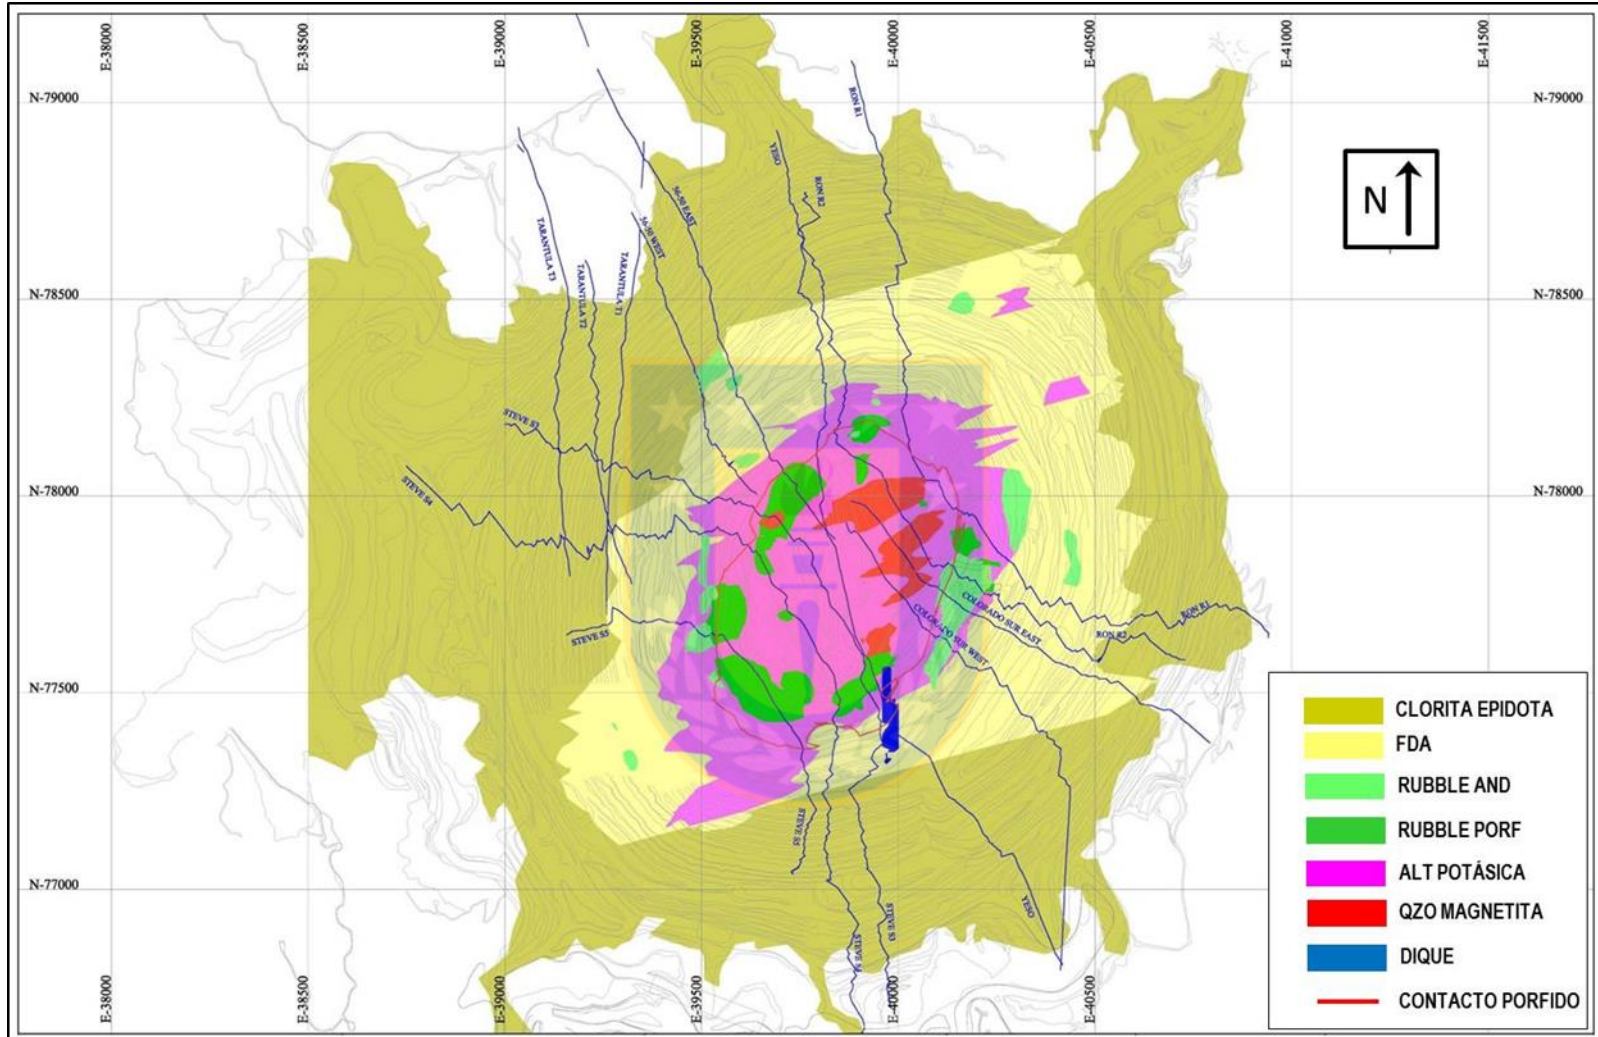 E-38000
E-38500
E-39000
E-39500
E-40000
E-40500
E-41000
E-41500
N-79000
N-79000
RON R1
YESO
RON R2
56-50 EAST
56-50 WEST
N
TARANTULA T3
TARANTULA T2
TARANTULA T1
N-78500
N-78500
STEVE S3
STEVE S4
N-78000
N-78000
COLORADO SUR EAST
COLORADO SUR WEST
RON R1
RON R2
STEVE S5
N-77500
STEVE S5
N-77000
YESO
STEVE S3
STEVE S4
E-38000
E-38500
E-39000
E-39500
E-40000
E-40500
CLORITA EPIDOTA
FDA
RUBBLE AND
RUBBLE PORF
ALT POTÁSICA
QZO MAGNETITA
DIQUE
CONTACTO PORFIDO